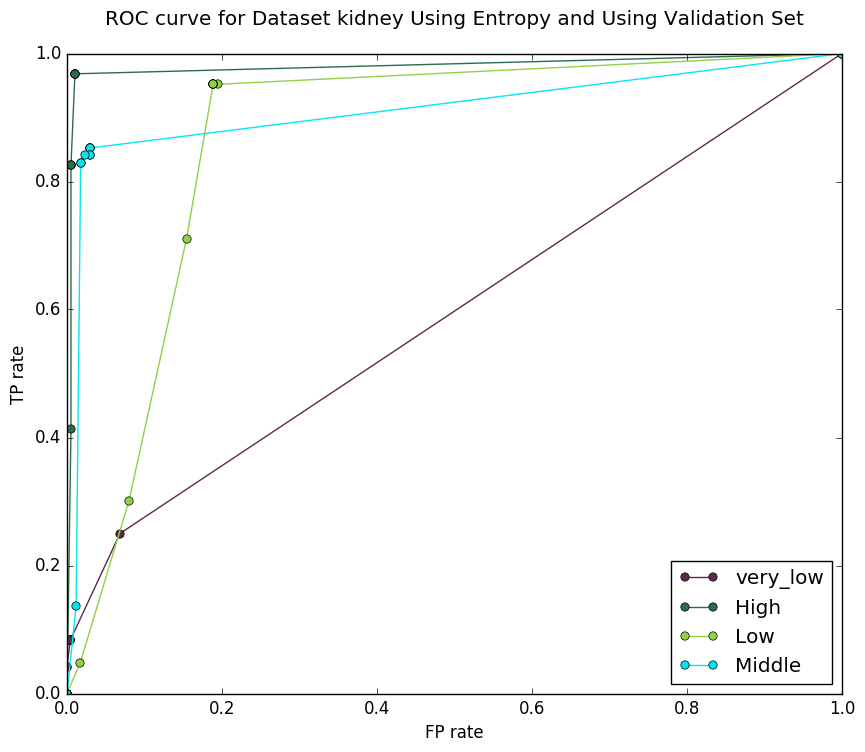 ROC curve for Dataset kidney Using Entropy and Using Validation Set
1.0
0.8
0.6
0.4
0.2
0.0
TP rate
very_low
High
Low
Middle
0.0 0.2 0.4 0.6 0.8 1.0
FP rate